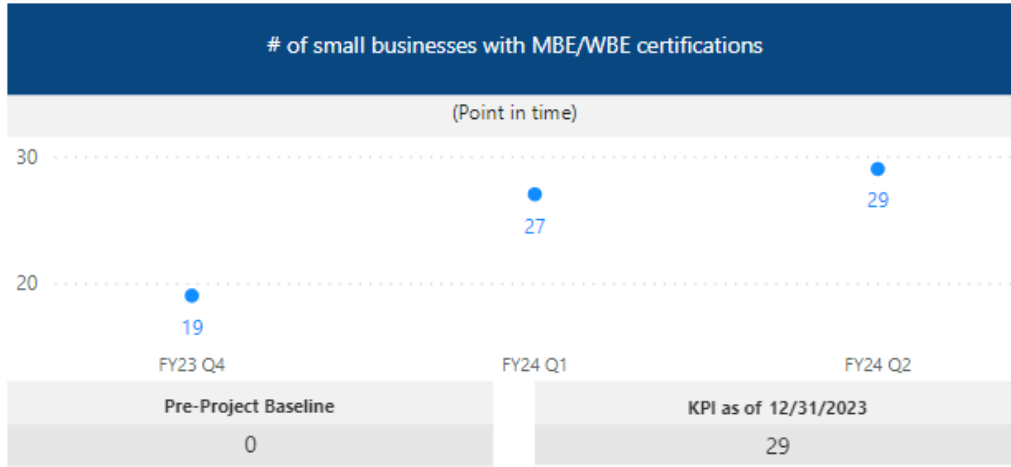 # of small businesses with MBE/WBE certifications
(Point in time)
30
29
27
20
19
FY23 Q4 FY24 Q1 FY24 Q2
Pre-Project Baseline KPI as of 12/31/2023
0 29